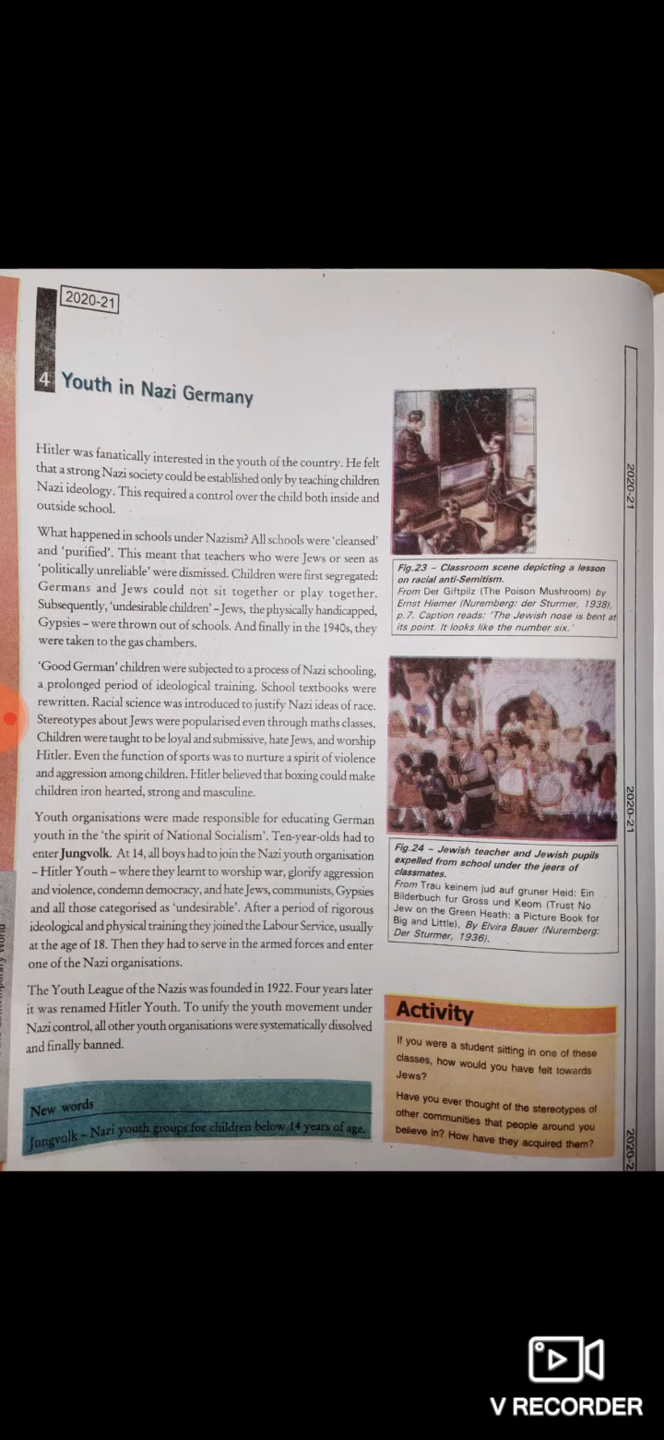 2020-21
4 Youth in Nazi Germany
Hitler was fanatically interested in the youth of the country. He felt
that a strong Nazi society could be established only by teaching children
Nazi ideology. This required a control over the child both inside and
outside school.
What happened in schools under Nazism? All schools were ‘cleansed’
and ‘purified’. This meant that teachers who were Jews or seen as
‘politically unreliable’ were dismissed. Children were first segregated:
Germans and Jews could not sit together or play together.
Subsequently, ‘undesirable children’ – Jews, the physically handicapped,
Gypsies – were thrown out of schools. And finally in the 1940s, they
were taken to the gas chambers.
‘Good German’ children were subjected to a process of Nazi schooling,
a prolonged period of ideological training. School textbooks were
rewritten. Racial science was introduced to justify Nazi ideas of race.
Stereotypes about Jews were popularised even through maths classes.
Children were taught to be loyal and submissive, hate Jews, and worship
Hitler. Even the function of sports was to nurture a spirit of violence
and aggression among children. Hitler believed that boxing could make
children iron hearted, strong and masculine.
Youth organisations were made responsible for educating German
youth in the ‘the spirit of National Socialism’. Ten-year-olds had to
enter Jungvolk. At 14, all boys had to join the Nazi youth organisation
– Hitler Youth – where they learnt to worship war, glorify aggression
and violence, condemn democracy, and hate Jews, communists, Gypsies
and all those categorised as ‘undesirable’. After a period of rigorous
ideological and physical training they joined the Labour Service, usually
at the age of 18. Then they had to serve in the armed forces and enter
one of the Nazi organisations.
The Youth League of the Nazis was founded in 1922. Four years later
it was renamed Hitler Youth. To unify the youth movement under
Nazi control, all other youth organisations were systematically dissolved
and finally banned.
New words
Jungvolk – Nazi youth groups for children below 14 years of age.
Fig.23 – Classroom scene depicting a lesson
on racial anti-Semitism.
From Der Giftpilz (The Poison Mushroom) by
Ernst Hiemer (Nuremberg: der Sturmer, 1938),
p.7. Caption reads: ‘The Jewish nose is bent at
its point. It looks like the number six.’
Fig.24 – Jewish teacher and Jewish pupils
expelled from school under the jeers of
classmates.
From Trau keinem jud auf gruner Heid: Ein
Bilderbuch fur Gross und Keom (Trust No
Jew on the Green Heath: a Picture Book for
Big and Little), By Elvira Bauer (Nuremberg:
Der Sturmer, 1936).
Activity
If you were a student sitting in one of these
classes, how would you have felt towards
Jews?
Have you ever thought of the stereotypes of
other communities that people around you
believe in? How have they acquired them?
2020-21
2020-21
2020-2
World
V RECORDER